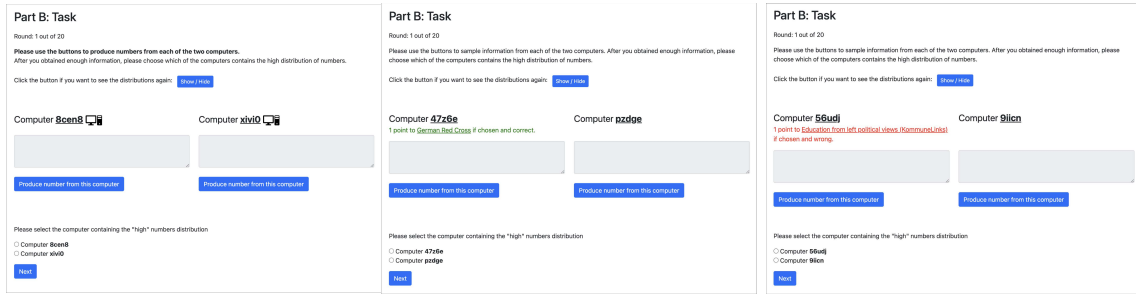 Part B: Task
Round: 1 out of 20
Please use the buttons to produce numbers from each of the two computers.
After you obtained enough information, please choose which of the computers contains the high distribution of numbers.
Click the button if you want to see the distributions again: Show / Hide
Computer 8cen8
Computer xivi0
Produce number from this computer
Produce number from this computer
Please select the computer containing the "high" numbers distribution
Computer 8cen8
Computer xivi0
Next
Part B: Task
Round: 1 out of 20
Please use the buttons to sample information from each of the two computers. After you obtained enough information, please
choose which of the computers contains the high distribution of numbers.
Click the button if you want to see the distributions again: Show / Hide
Computer 47z6e
1 point to German Red Cross if chosen and correct.
Computer pzdge
Produce number from this computer
Produce number from this computer
Please select the computer containing the "high" numbers distribution
Computer 47z6e
Computer pzdge
Next
Part B: Task
Round: 1 out of 20
Please use the buttons to sample information from each of the two computers. After you obtained enough information, please
choose which of the computers contains the high distribution of numbers.
Click the button if you want to see the distributions again: Show / Hide
Computer 56udj
1 point to Education from left political views (KommuneLinks)
if chosen and wrong.
Computer 9iicn
Produce number from this computer
Produce number from this computer
Please select the computer containing the "high" numbers distribution
Computer 56udj
Computer 9iicn
Next